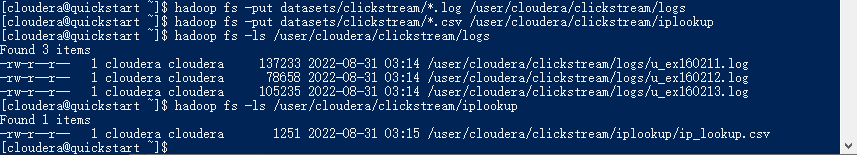 [cloudera@quickstart ~]$ hadoop fs -put datasets/clickstream/*.log /user/cloudera/clickstream/logs
[cloudera@quickstart ~]$ hadoop fs -put datasets/clickstream/*.csv /user/cloudera/clickstream/iplookup
[cloudera@quickstart ~]$ hadoop fs -ls /user/cloudera/clickstream/logs
Found 3 items
-rw-r--r--   1 cloudera cloudera     137233 2022-08-31 03:14 /user/cloudera/clickstream/logs/u_ex160211.log
-rw-r--r--   1 cloudera cloudera      78658 2022-08-31 03:14 /user/cloudera/clickstream/logs/u_ex160212.log
-rw-r--r--   1 cloudera cloudera     105235 2022-08-31 03:14 /user/cloudera/clickstream/logs/u_ex160213.log
[cloudera@quickstart ~]$ hadoop fs -ls /user/cloudera/clickstream/iplookup
Found 1 items
-rw-r--r--   1 cloudera cloudera       1251 2022-08-31 03:15 /user/cloudera/clickstream/iplookup/ip_lookup.csv
[cloudera@quickstart ~]$